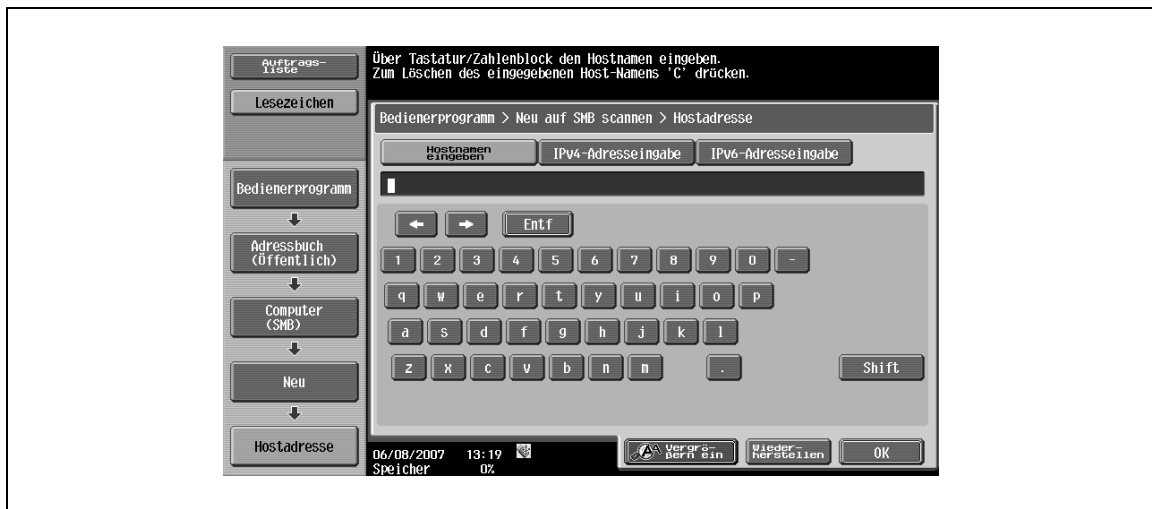 Auftrags-
liste
Lesezeichen
Bedienerprogramm
Adressbuch
(Öffentlich)
Computer
(SMB)
Neu
Hostadresse
Über Tastatur/Zahlenblock den Hostnamen eingeben.
Zum Löschen des eingegebenen Host-Namens 'C' drücken.
Bedienerprogramm > Neu auf SMB scannen > Hostadresse
Hostnamen
eingeben
IPv4-Adresseingabe
IPv6-Adresseingabe
Entf
1 2 3 4 5 6 7 8 9 0 -
q w e r t y u i o p
a s d f g h j k l
z x c v b n m . Shift
06/08/2007 13:19
Speicher 0%
Vergrö-
ßern ein
Wieder-
herstellen
OK